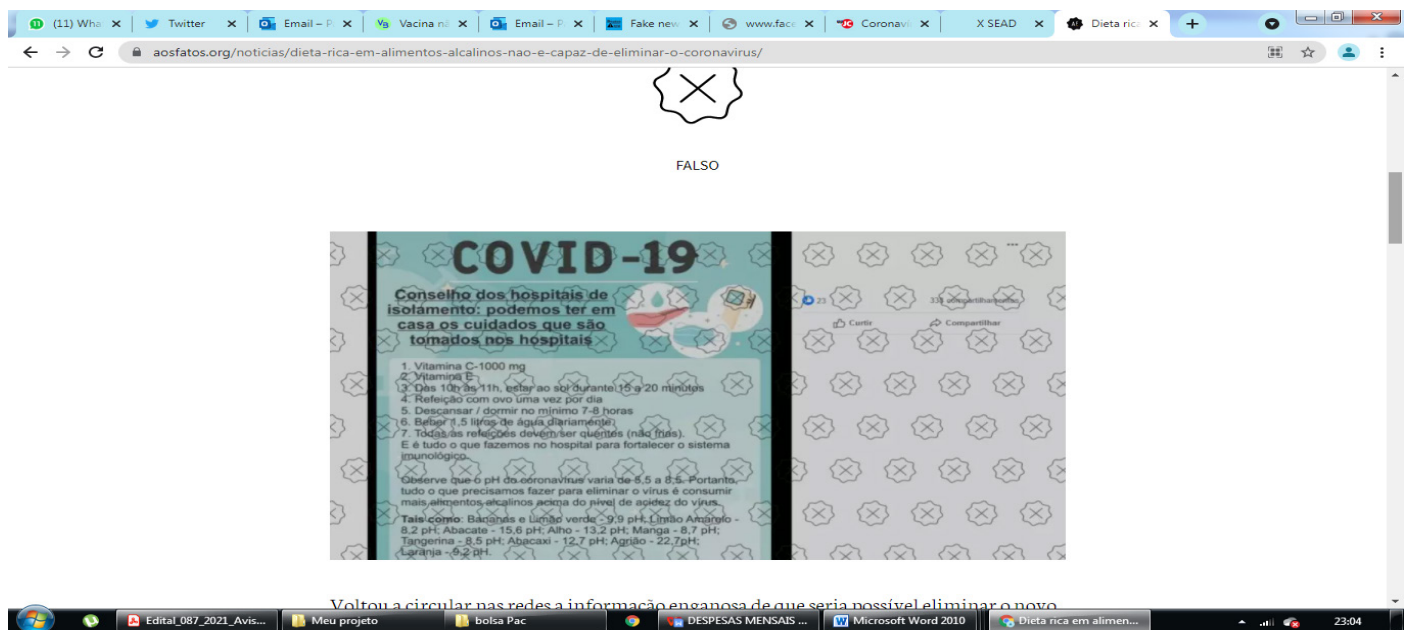 (11) Wha
Twitter
Email – P
Vacina nã
Email – P
Fake new
www.face
Coronaví
X SEAD
Dieta rica
aosfatos.org/noticias/dieta-rica-em-alimentos-alcalinos-nao-e-capaz-de-eliminar-o-coronavirus/
FALSO
COVID-19
Conselho dos hospitais de
isolamento: podemos ter em
casa os cuidados que são
tomados nos hospitais
1. Vitamina C-1000 mg
2. Vitamina E
3. Das 10h às 11h, estar ao sol durante 15 a 20 minutos
4. Refeição com ovo uma vez por dia
5. Descansar / dormir no mínimo 7-8 horas
6. Beber 1,5 litros de água diariamente
7. Todas as refeições devem ser quentes (não frias).
E é tudo o que fazemos no hospital para fortalecer o sistema
imunológico.
Observe que o pH do coronavírus varia de 5,5 a 8,5. Portanto,
tudo o que precisamos fazer para eliminar o vírus é consumir
mais alimentos alcalinos acima do nível de acidez do vírus.
Tais como: Bananas e Limão verde - 9,9 pH; Limão Amarelo -
8,2 pH; Abacate - 15,6 pH; Alho - 13,2 pH; Manga - 8,7 pH;
Tangerina - 8,5 pH; Abacaxi - 12,7 pH; Agrião - 22,7pH;
Laranja - 9,2 pH.
23
335 compartilhamentos
Curtir
Compartilhar
Voltou a circular nas redes a informação enganosa de que seria possível eliminar o novo
Edital_087_2021_Avis...
Meu projeto
bolsa Pac
DESPESAS MENSAIS ...
Microsoft Word 2010
Dieta rica em alimen...
23:04